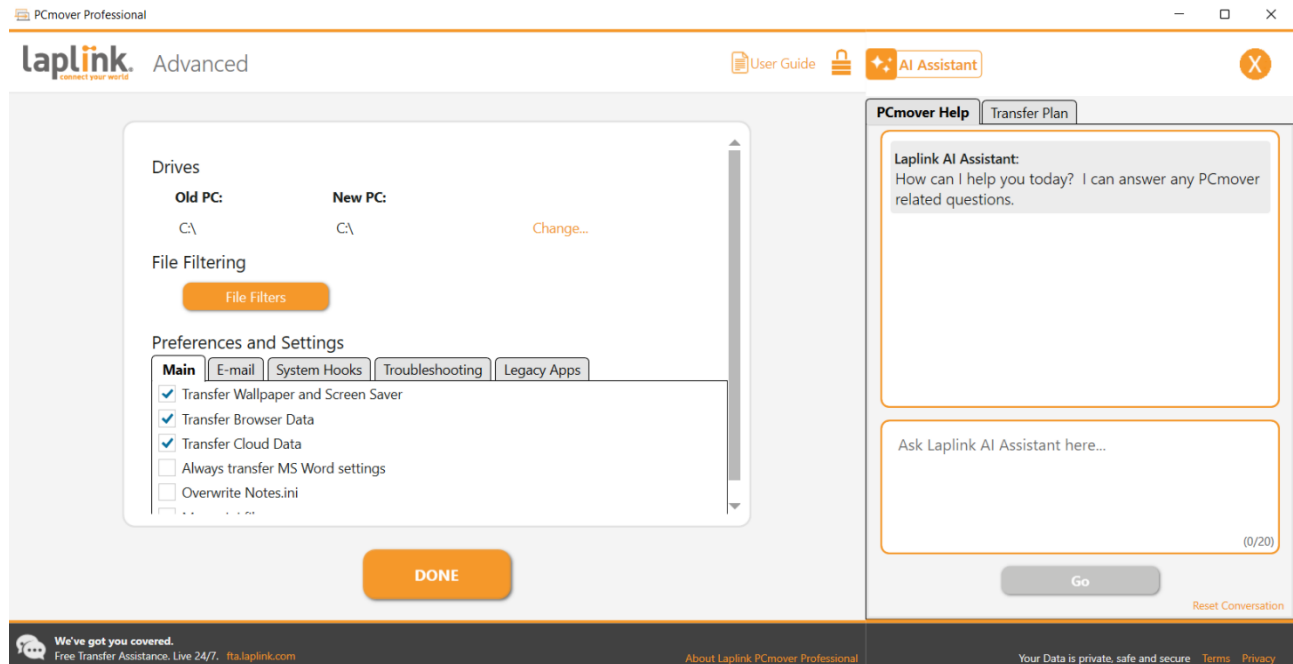 PCmover Professional
laplink.
connect your world
Advanced
User Guide
AI Assistant
X
Drives
Old PC:
New PC:
C:\
C:\
Change...
File Filtering
File Filters
Preferences and Settings
Main
E-mail
System Hooks
Troubleshooting
Legacy Apps
Transfer Wallpaper and Screen Saver
Transfer Browser Data
Transfer Cloud Data
Always transfer MS Word settings
Overwrite Notes.ini
DONE
PCmover Help
Transfer Plan
Laplink AI Assistant:
How can I help you today?  I can answer any PCmover
related questions.
Ask Laplink AI Assistant here...
(0/20)
Go
Reset Conversation
We've got you covered.
Free Transfer Assistance. Live 24/7. fta.laplink.com
About Laplink PCmover Professional
Your Data is private, safe and secure
Terms
Privacy